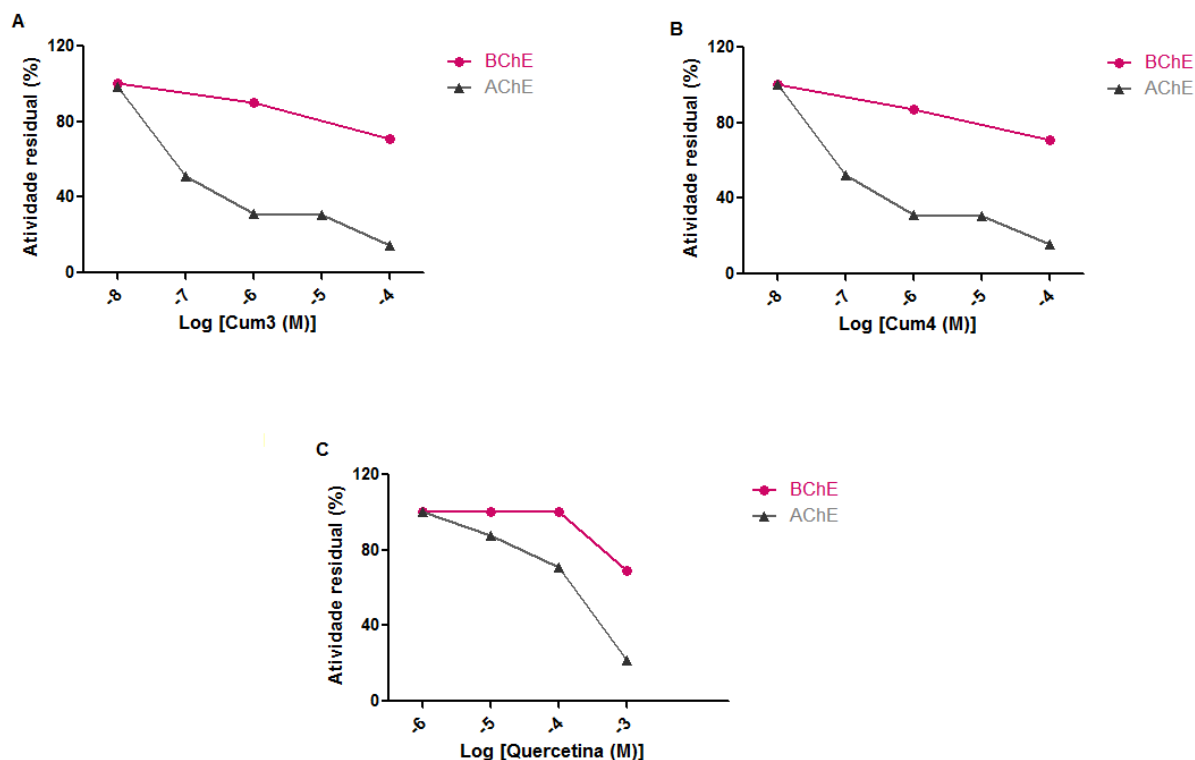 A
Atividade residual (%)
120
80
40
0
-8
-7
-6
-5
-4
Log [Cum3 (M)]
BChE
AChE
B
Atividade residual (%)
120
80
40
0
-8
-7
-6
-5
-4
Log [Cum4 (M)]
BChE
AChE
C
Atividade residual (%)
120
80
40
0
-6
-5
-4
-3
Log [Quercetina (M)]
BChE
AChE